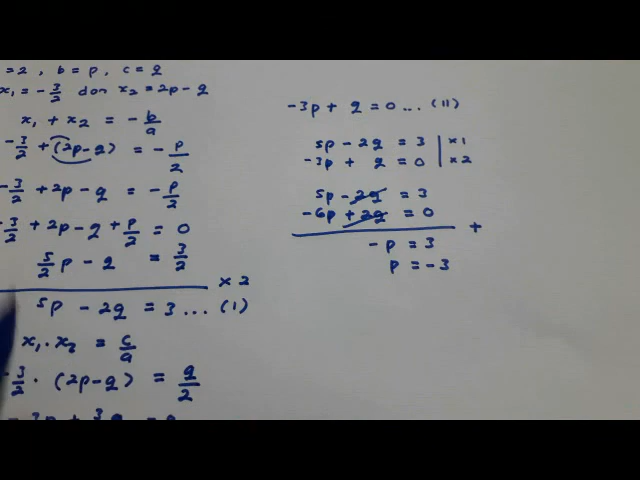 =2, b=p, c=q
x₁ = -3/2 dan x₂ = 2p - q
x₁ + x₂ = -b/a
-3/2 + (2p - q) = -p/2
-3/2 + 2p - q = -p/2
-3/2 + 2p - q + p/2 = 0
5/2 p - q = 3/2
x 2
5p - 2q = 3 ... (1)
x₁ . x₂ = c/a
-3/2 . (2p - q) = q/2
-3p + q = 0 ... (11)
5p - 2q = 3 | x1
-3p + q = 0 | x2
5p - 2q = 3
-6p + 2q = 0
+
-p = 3
p = -3